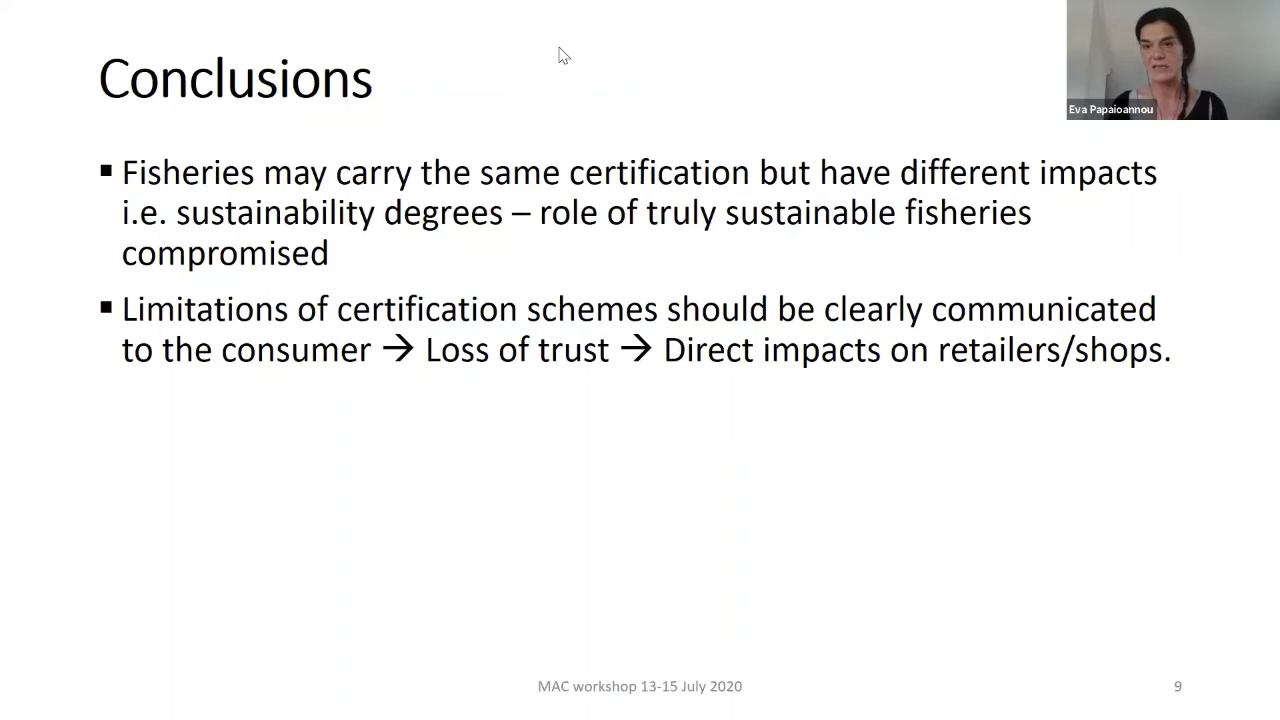 Conclusions
Eva Papaioannou
▪ Fisheries may carry the same certification but have different impacts
i.e. sustainability degrees – role of truly sustainable fisheries
compromised
▪ Limitations of certification schemes should be clearly communicated
to the consumer → Loss of trust → Direct impacts on retailers/shops.
MAC workshop 13-15 July 2020
9